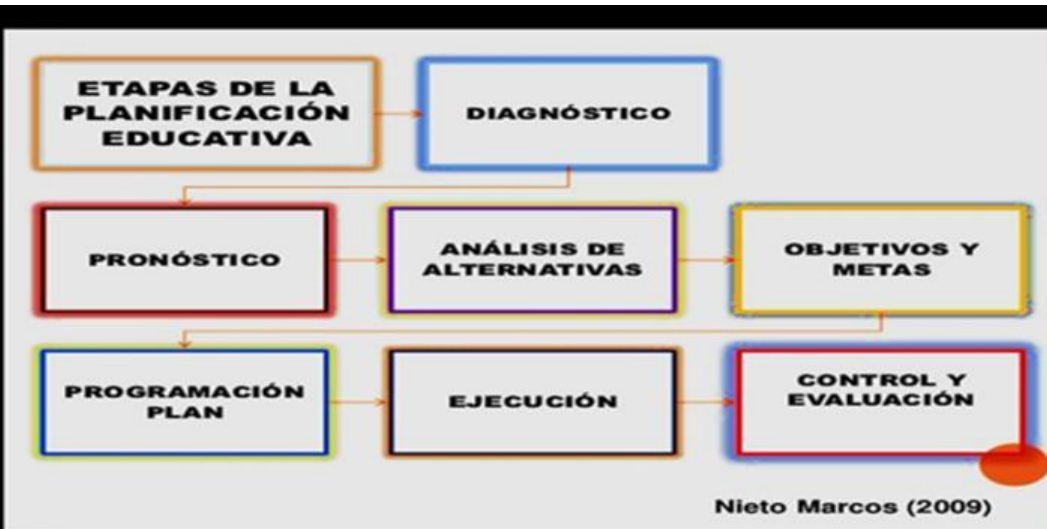 ETAPAS DE LA
PLANIFICACIÓN
EDUCATIVA
DIAGNÓSTICO
PRONÓSTICO
ANÁLISIS DE
ALTERNATIVAS
OBJETIVOS Y
METAS
PROGRAMACIÓN
PLAN
EJECUCIÓN
CONTROL Y
EVALUACIÓN
Nieto Marcos (2009)